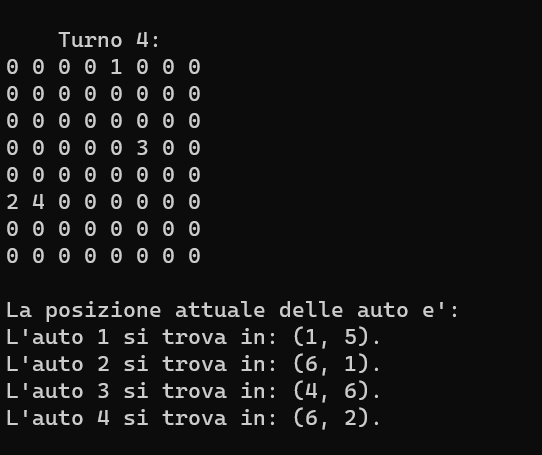 Turno 4:
0 0 0 0 1 0 0 0
0 0 0 0 0 0 0 0
0 0 0 0 0 0 0 0
0 0 0 0 0 3 0 0
0 0 0 0 0 0 0 0
2 4 0 0 0 0 0 0
0 0 0 0 0 0 0 0
0 0 0 0 0 0 0 0
La posizione attuale delle auto e':
L'auto 1 si trova in: (1, 5).
L'auto 2 si trova in: (6, 1).
L'auto 3 si trova in: (4, 6).
L'auto 4 si trova in: (6, 2).